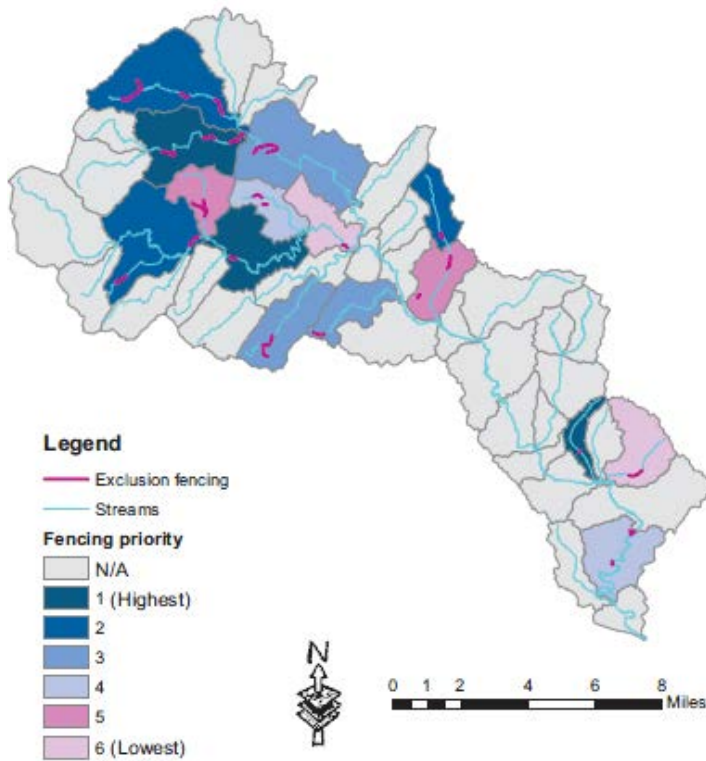 Legend
Exclusion fencing
Streams
Fencing priority
N/A
1 (Highest)
2
3
4
5
6 (Lowest)
N
0 1 2 4 6 8
Miles